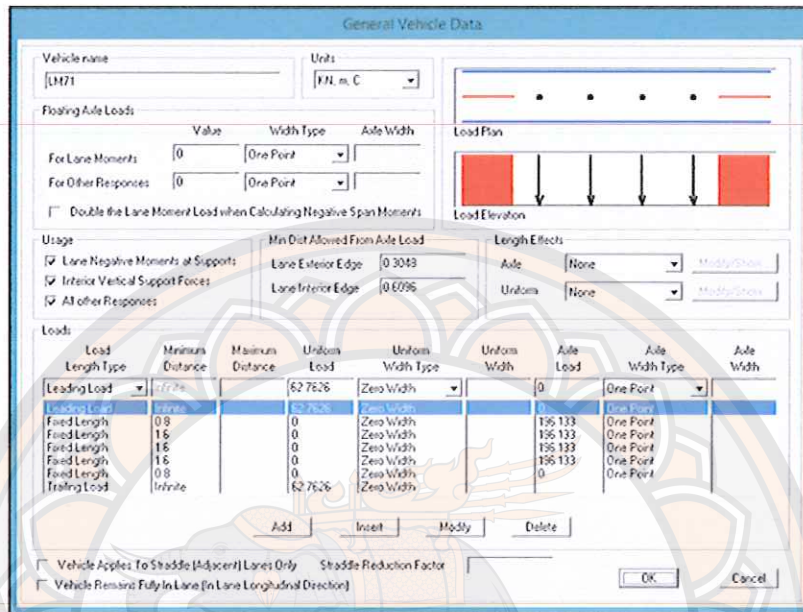 General Vehicle Data
Vehicle name
LM71
Units
KN, m, C
Floating Axle Loads
Value Width Type Axle Width
For Lane Moments 0 One Point
For Other Responses 0 One Point
Double the Lane Moment Load when Calculating Negative Span Moments
Load Plan
Load Elevation
Usage
Lane Negative Moments at Supports
Interior Vertical Support Forces
All other Responses
Min Dist Allowed From Axle Load
Lane Exterior Edge 0.3048
Lane Interior Edge 0.6096
Length Effects
Axle None Modify/Show...
Uniform None Modify/Show...
Loads
Load Length Type Minimum Distance Maximum Distance Uniform Load Uniform Width Type Uniform Width Axle Load Axle Width Type Axle Width
Leading Load Infinite 62.7626 Zero Width 0 One Point
Leading Load Infinite 62.7626 Zero Width 0. One Point
Fixed Length 0.8 0. Zero Width 196.133 One Point
Fixed Length 1.6 0. Zero Width 196.133 One Point
Fixed Length 1.6 0. Zero Width 196.133 One Point
Fixed Length 1.6 0. Zero Width 196.133 One Point
Fixed Length 0.8 0. Zero Width 0. One Point
Trailing Load Infinite 62.7626 Zero Width
Add Insert Modify Delete
Vehicle Applies To Straddle (Adjacent) Lanes Only Straddle Reduction Factor
Vehicle Remains Fully In Lane (In Lane Longitudinal Direction)
OK Cancel